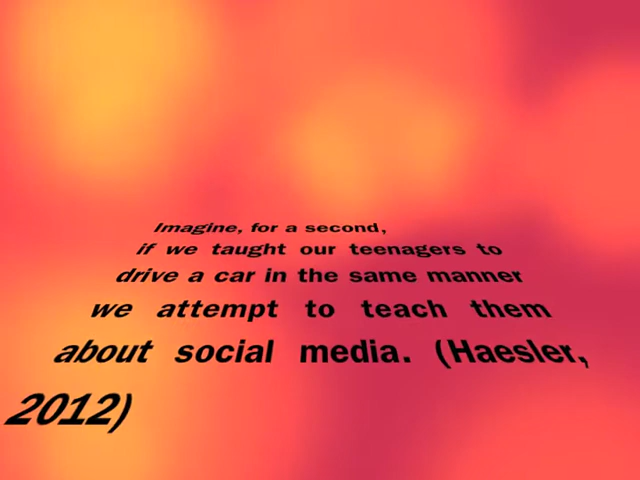 Imagine, for a second,
if we taught our teenagers to
drive a car in the same manner
we attempt to teach them
about social media. (Haesler,
2012)